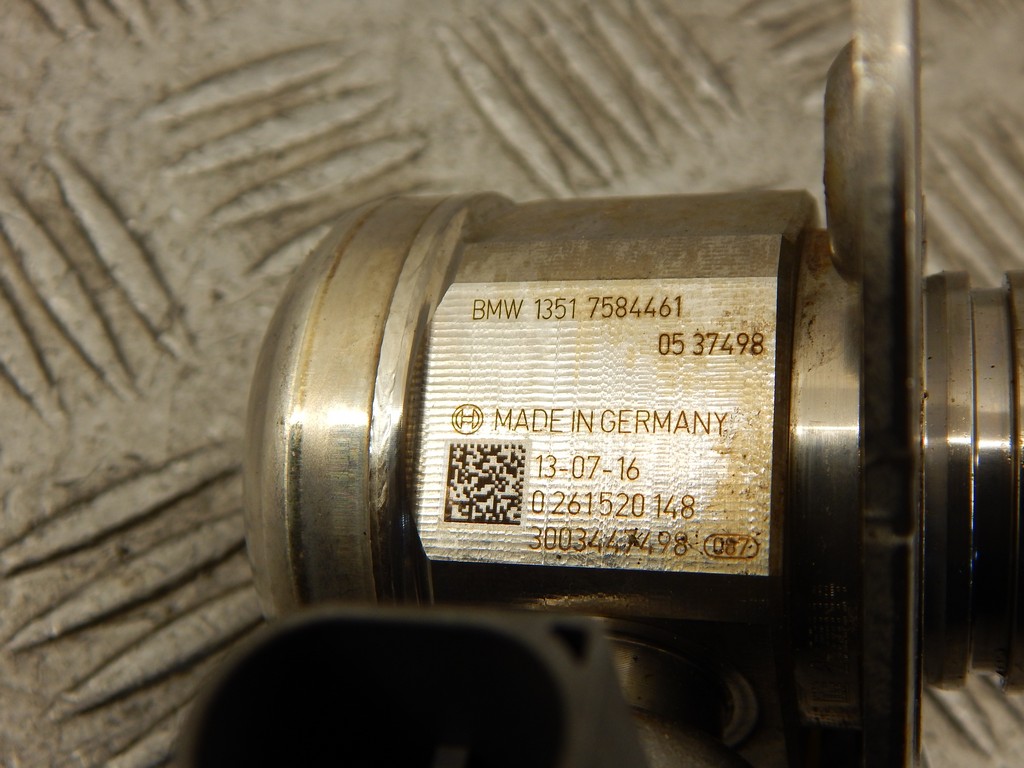 BMW 1351 7584461
05 37498
MADE IN GERMANY
13-07-16
0 261 520 148
087